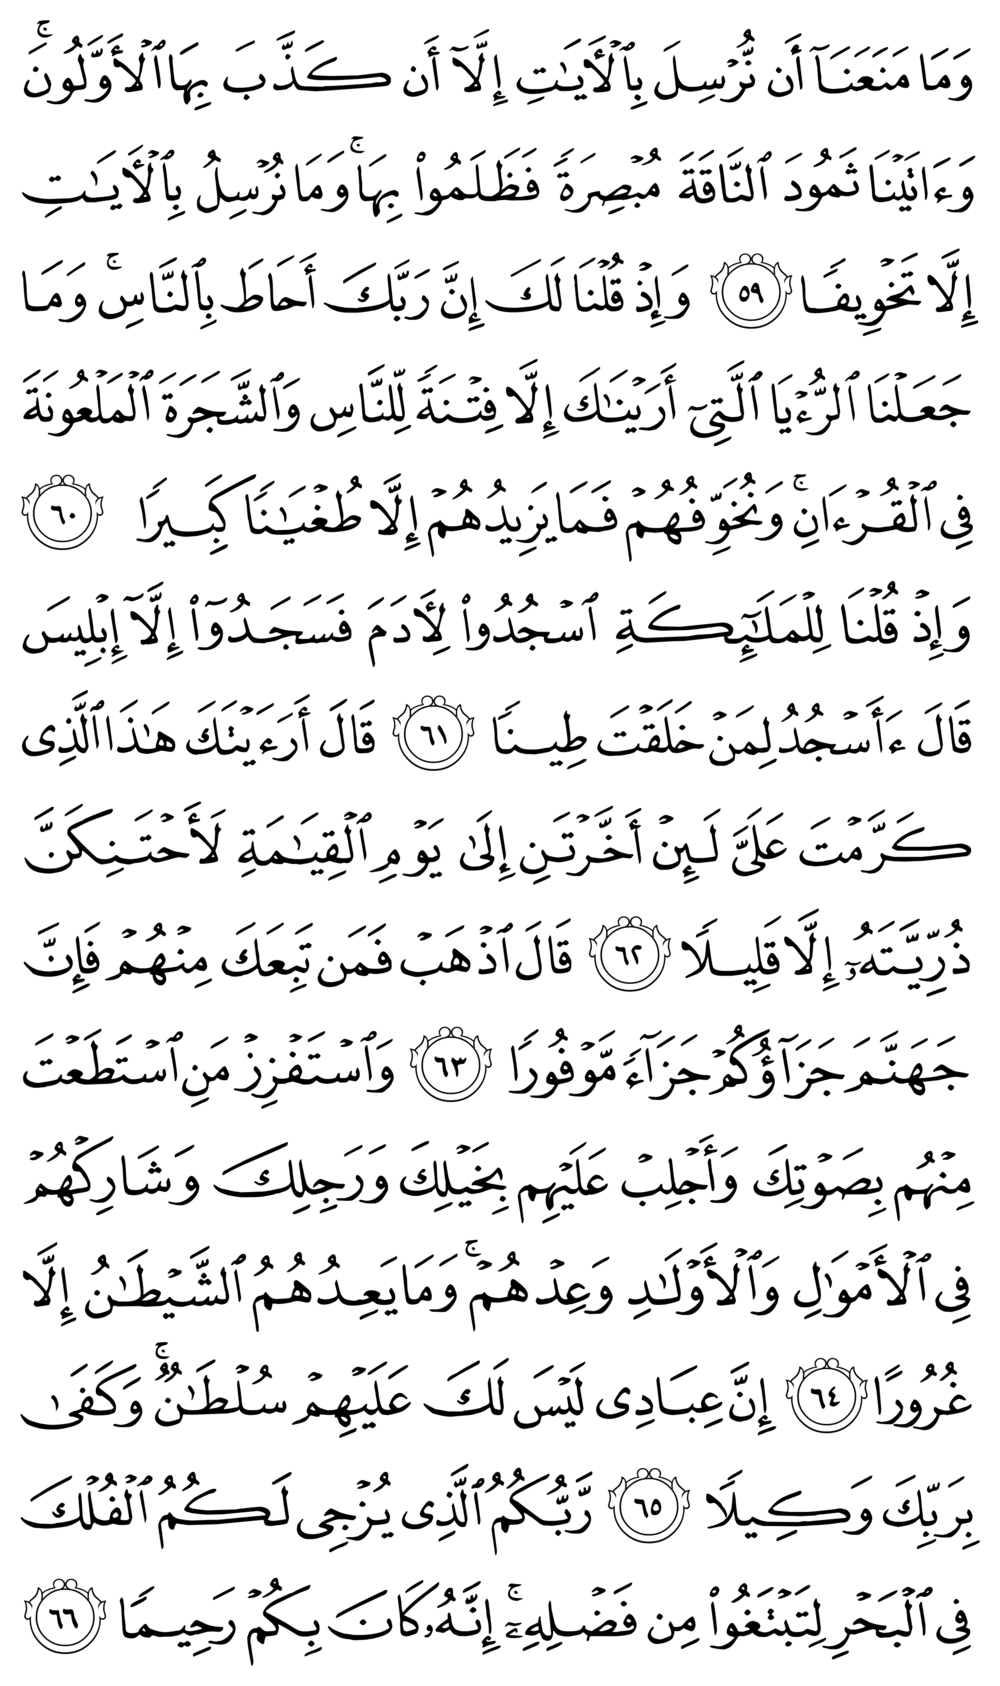 وَمَا مَنَعَنَآ أَن نُّرْسِلَ بِٱلْـَٔايَـٰتِ إِلَّآ أَن كَذَّبَ بِهَا ٱلْأَوَّلُونَ ۚ
وَءَاتَيْنَا ثَمُودَ ٱلنَّاقَةَ مُبْصِرَةً فَظَلَمُوا۟ بِهَا ۚ وَمَا نُرْسِلُ بِٱلْـَٔايَـٰتِ
إِلَّا تَخْوِيفًا ٥٩ وَإِذْ قُلْنَا لَكَ إِنَّ رَبَّكَ أَحَاطَ بِٱلنَّاسِ ۚ وَمَا
جَعَلْنَا ٱلرُّءْيَا ٱلَّتِىٓ أَرَيْنَـٰكَ إِلَّا فِتْنَةً لِّلنَّاسِ وَٱلشَّجَرَةَ ٱلْمَلْعُونَةَ
فِى ٱلْقُرْءَانِ ۚ وَنُخَوِّفُهُمْ فَمَا يَزِيدُهُمْ إِلَّا طُغْيَـٰنًا كَبِيرًا ٦٠
وَإِذْ قُلْنَا لِلْمَلَـٰٓئِكَةِ ٱسْجُدُوا۟ لِـَٔادَمَ فَسَجَدُوٓا۟ إِلَّآ إِبْلِيسَ
قَالَ ءَأَسْجُدُ لِمَنْ خَلَقْتَ طِينًا ٦١ قَالَ أَرَءَيْتَكَ هَـٰذَا ٱلَّذِى
كَرَّمْتَ عَلَىَّ لَئِنْ أَخَّرْتَنِ إِلَىٰ يَوْمِ ٱلْقِيَـٰمَةِ لَأَحْتَنِكَنَّ
ذُرِّيَّتَهُۥٓ إِلَّا قَلِيلًا ٦٢ قَالَ ٱذْهَبْ فَمَن تَبِعَكَ مِنْهُمْ فَإِنَّ
جَهَنَّمَ جَزَآؤُكُمْ جَزَآءً مَّوْفُورًا ٦٣ وَٱسْتَفْزِزْ مَنِ ٱسْتَطَعْتَ
مِنْهُم بِصَوْتِكَ وَأَجْلِبْ عَلَيْهِم بِخَيْلِكَ وَرَجِلِكَ وَشَارِكْهُمْ
فِى ٱلْأَمْوَٰلِ وَٱلْأَوْلَـٰدِ وَعِدْهُمْ ۚ وَمَا يَعِدُهُمُ ٱلشَّيْطَـٰنُ إِلَّا
غُرُورًا ٦٤ إِنَّ عِبَادِى لَيْسَ لَكَ عَلَيْهِمْ سُلْطَـٰنٌ ۚ وَكَفَىٰ
بِرَبِّكَ وَكِيلًا ٦٥ رَّبُّكُمُ ٱلَّذِى يُزْجِى لَكُمُ ٱلْفُلْكَ
فِى ٱلْبَحْرِ لِتَبْتَغُوا۟ مِن فَضْلِهِۦٓ ۚ إِنَّهُۥ كَانَ بِكُمْ رَحِيمًا ٦٦